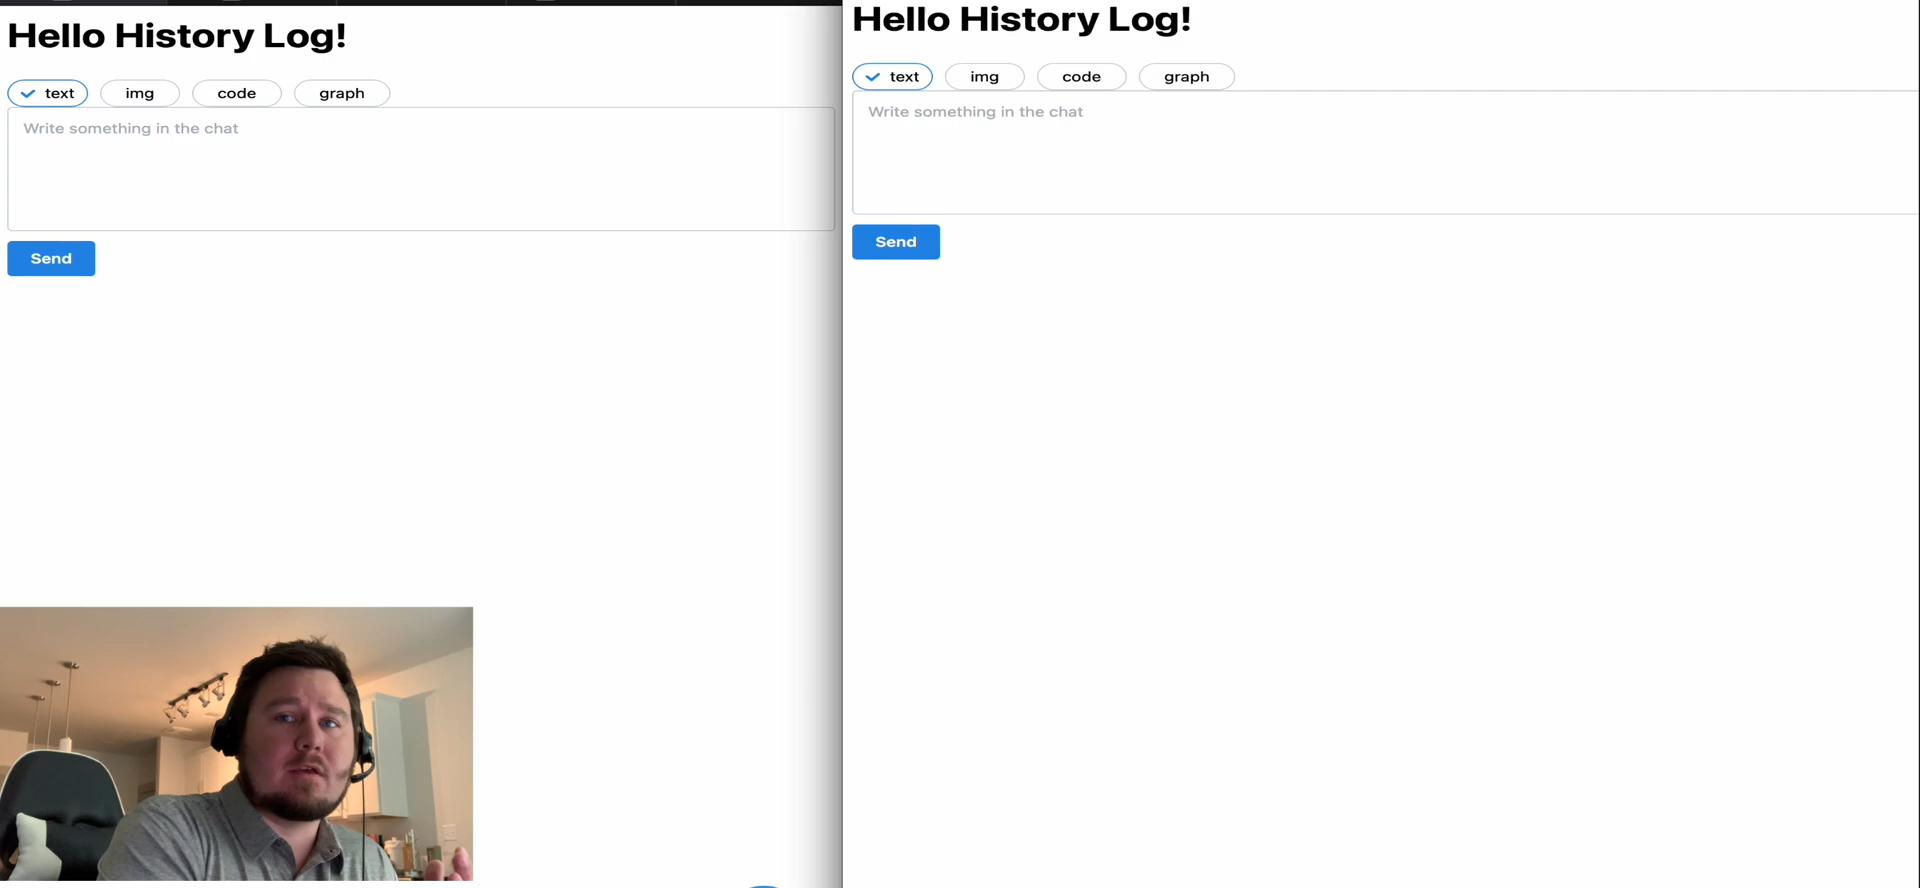 Hello History Log!
text img code graph
Write something in the chat
Send
Hello History Log!
text img code graph
Write something in the chat
Send